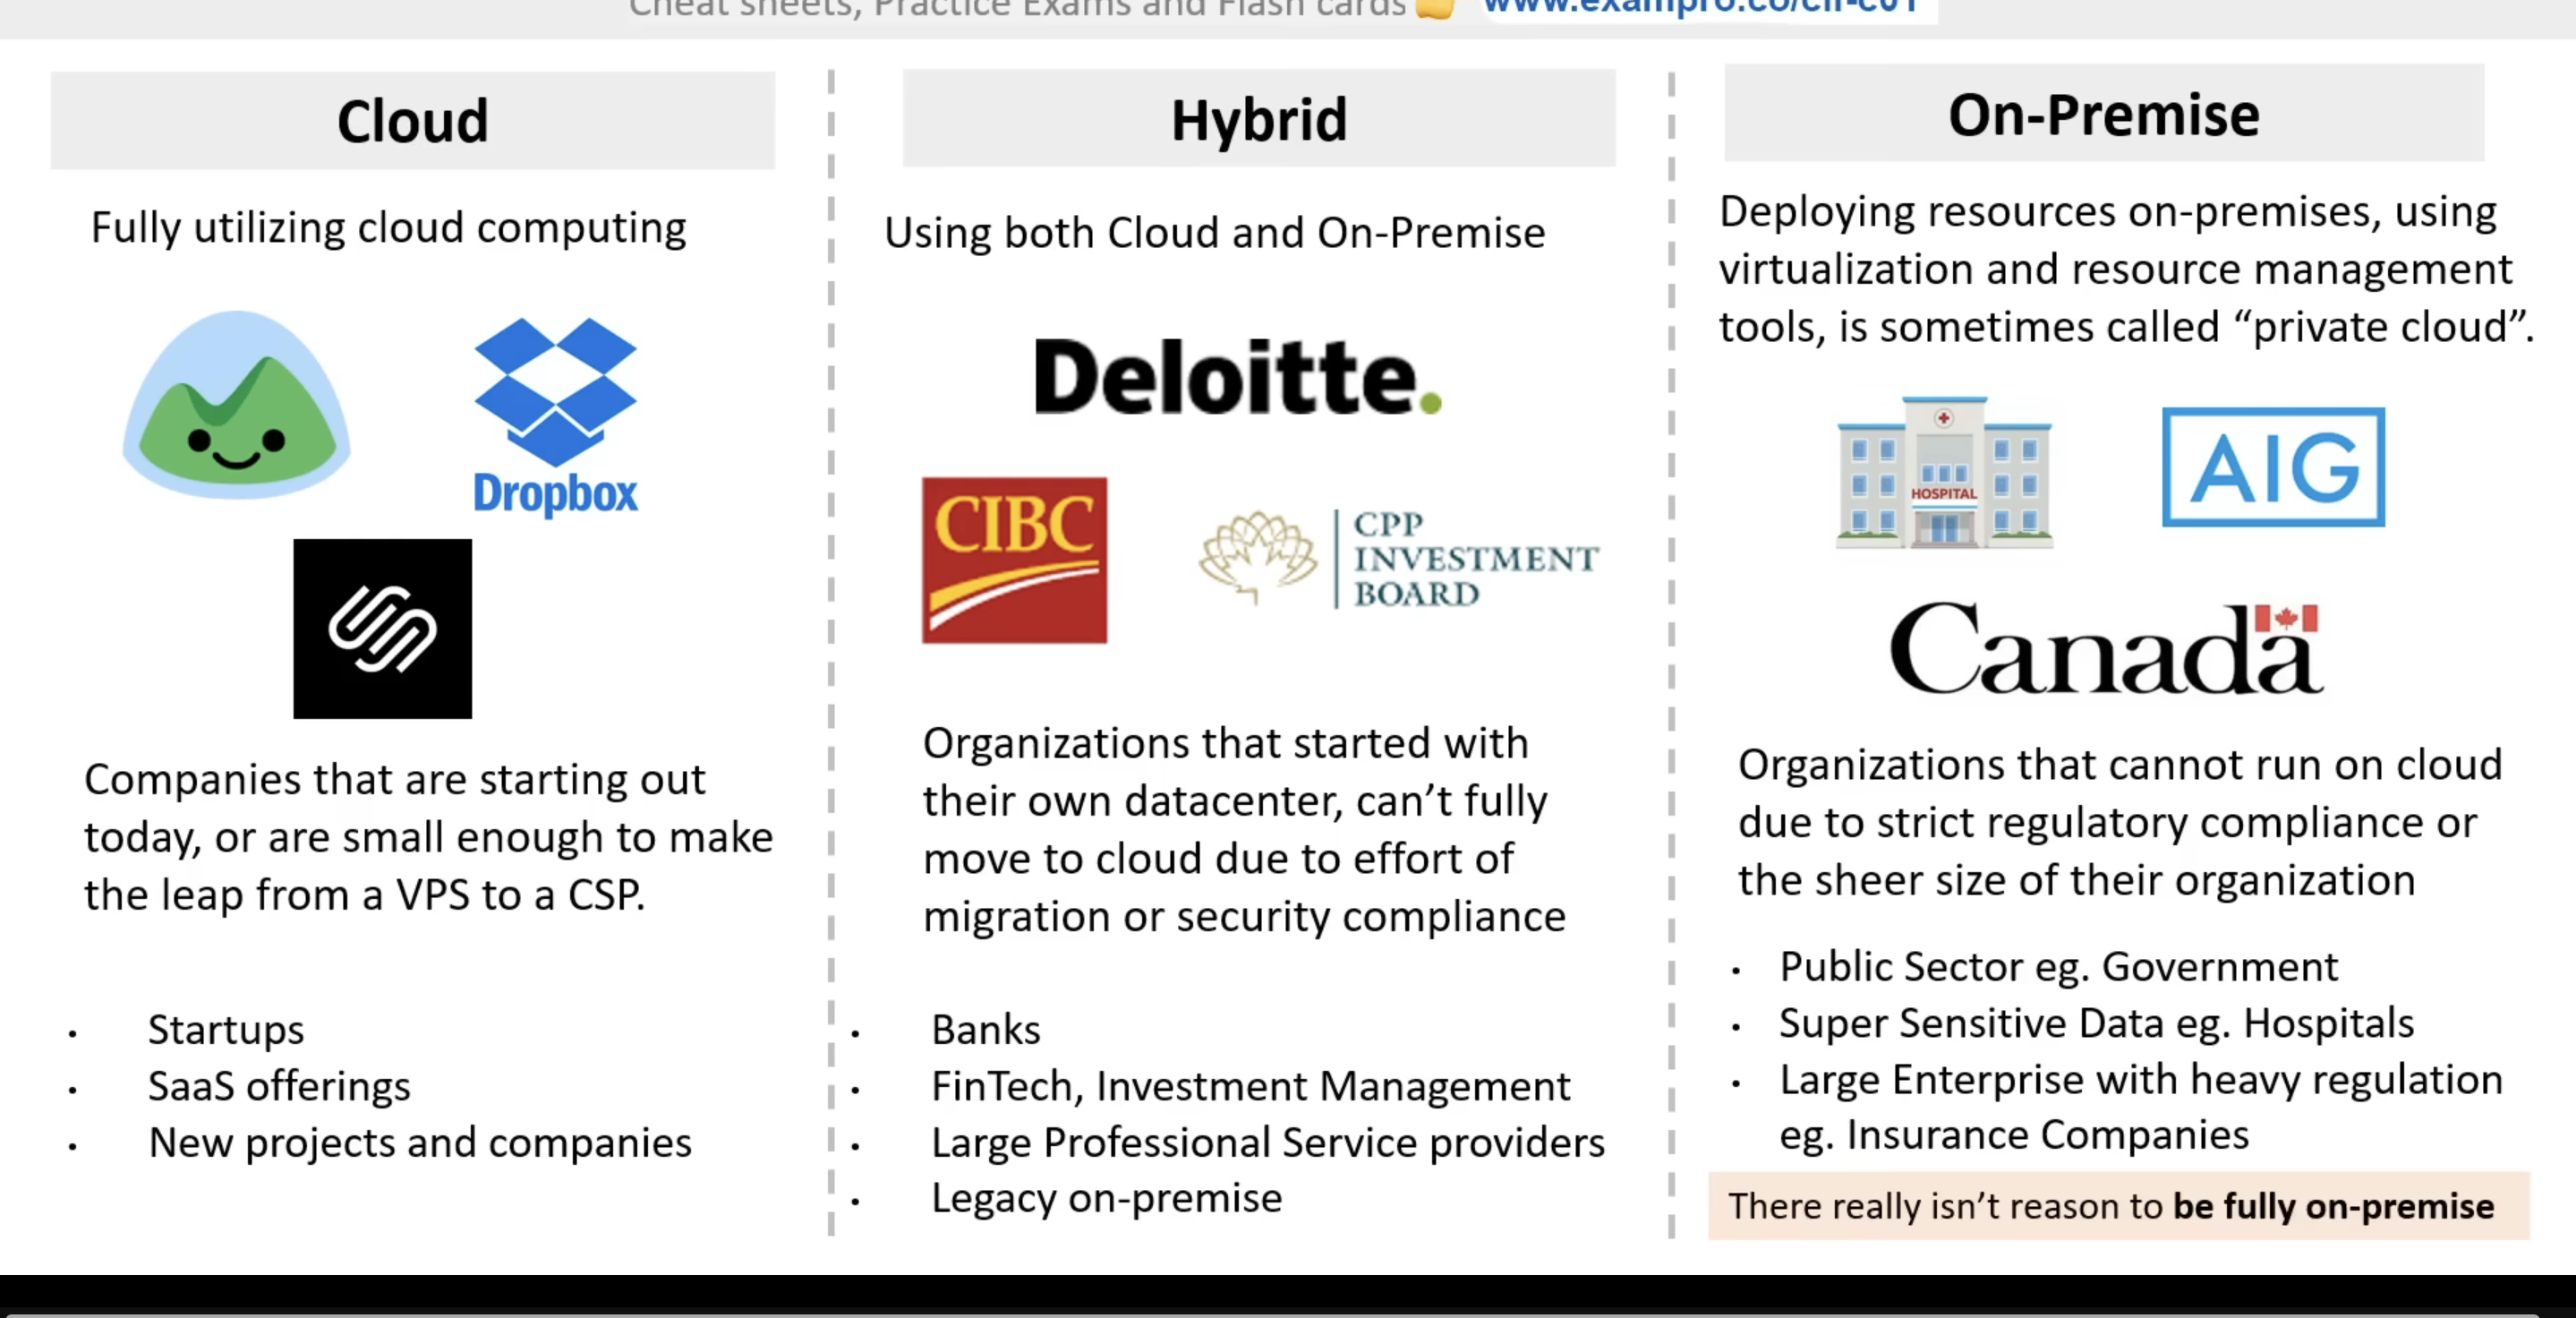 Cheat sheets, Practice Exams and Flash cards www.exampro.co/clf-c01
Cloud
Fully utilizing cloud computing
Dropbox
Companies that are starting out
today, or are small enough to make
the leap from a VPS to a CSP.
· Startups
· SaaS offerings
· New projects and companies
Hybrid
Using both Cloud and On-Premise
Deloitte.
CIBC
CPP
INVESTMENT
BOARD
Organizations that started with
their own datacenter, can’t fully
move to cloud due to effort of
migration or security compliance
· Banks
· FinTech, Investment Management
· Large Professional Service providers
· Legacy on-premise
On-Premise
Deploying resources on-premises, using
virtualization and resource management
tools, is sometimes called “private cloud”.
HOSPITAL
AIG
Canada
Organizations that cannot run on cloud
due to strict regulatory compliance or
the sheer size of their organization
· Public Sector eg. Government
· Super Sensitive Data eg. Hospitals
· Large Enterprise with heavy regulation
eg. Insurance Companies
There really isn’t reason to be fully on-premise